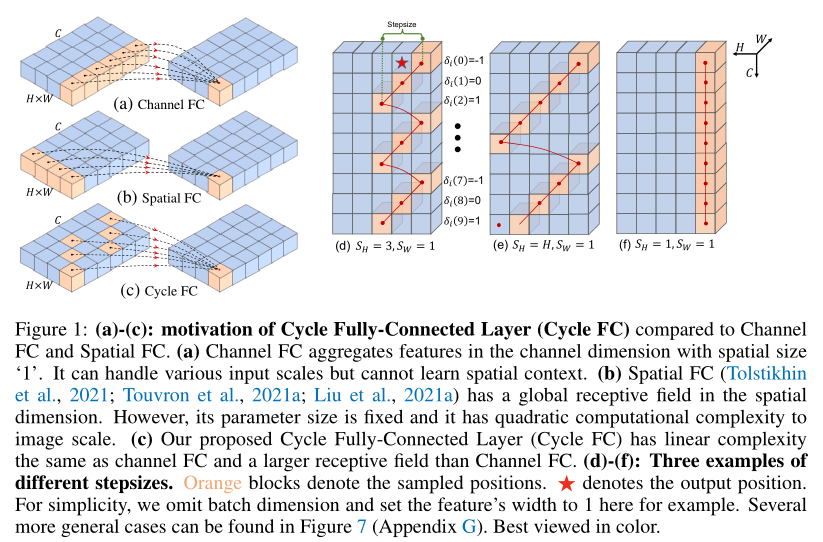 C
H×W
(a) Channel FC
C
H×W
(b) Spatial FC
C
H×W
(c) Cycle FC
Stepsize
δᵢ(0)=-1
δᵢ(1)=0
δᵢ(2)=1
δᵢ(7)=-1
δᵢ(8)=0
δᵢ(9)=1
(d) S_H = 3, S_W = 1
(e) S_H = H, S_W = 1
(f) S_H = 1, S_W = 1
W
H
C
Figure 1: (a)-(c): motivation of Cycle Fully-Connected Layer (Cycle FC) compared to Channel
FC and Spatial FC. (a) Channel FC aggregates features in the channel dimension with spatial size
‘1’. It can handle various input scales but cannot learn spatial context. (b) Spatial FC (Tolstikhin
et al., 2021; Touvron et al., 2021a; Liu et al., 2021a) has a global receptive field in the spatial
dimension. However, its parameter size is fixed and it has quadratic computational complexity to
image scale. (c) Our proposed Cycle Fully-Connected Layer (Cycle FC) has linear complexity
the same as channel FC and a larger receptive field than Channel FC. (d)-(f): Three examples of
different stepsizes. Orange blocks denote the sampled positions. ★ denotes the output position.
For simplicity, we omit batch dimension and set the feature's width to 1 here for example. Several
more general cases can be found in Figure 7 (Appendix G). Best viewed in color.